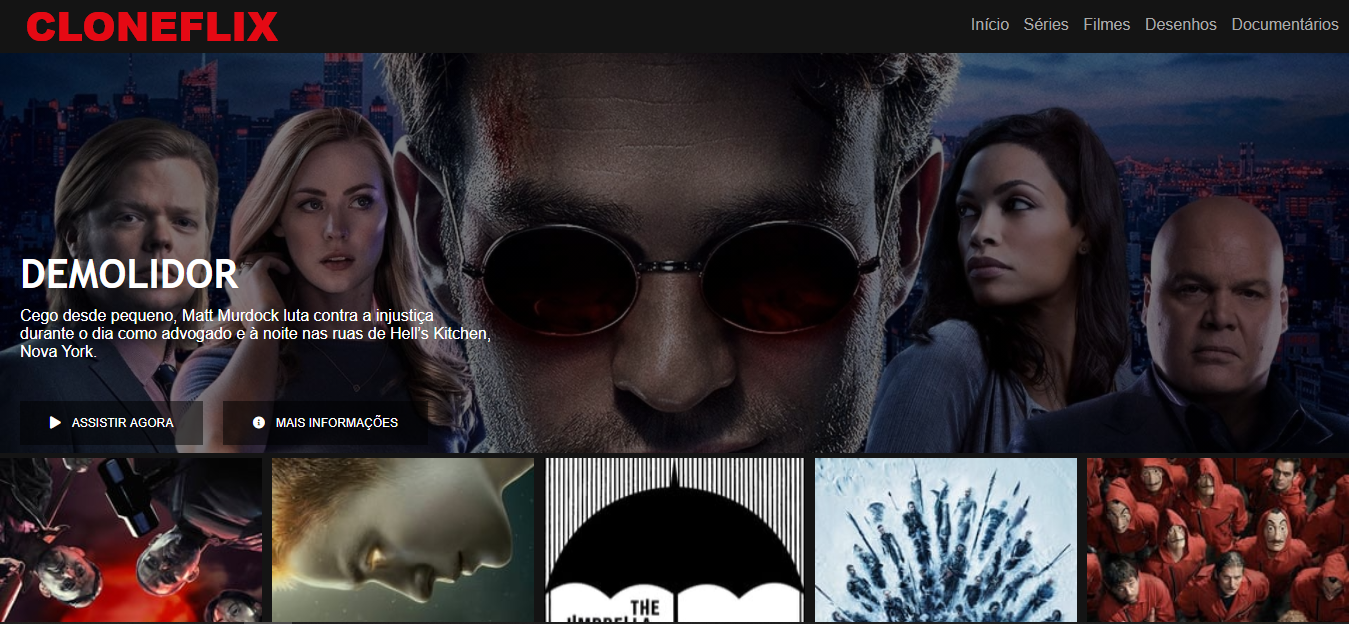 CLONEFLIX
Início Séries Filmes Desenhos Documentários
DEMOLIDOR
Cego desde pequeno, Matt Murdock luta contra a injustiça
durante o dia como advogado e à noite nas ruas de Hell's Kitchen,
Nova York.
ASSISTIR AGORA
MAIS INFORMAÇÕES
THE
UMBRELLA